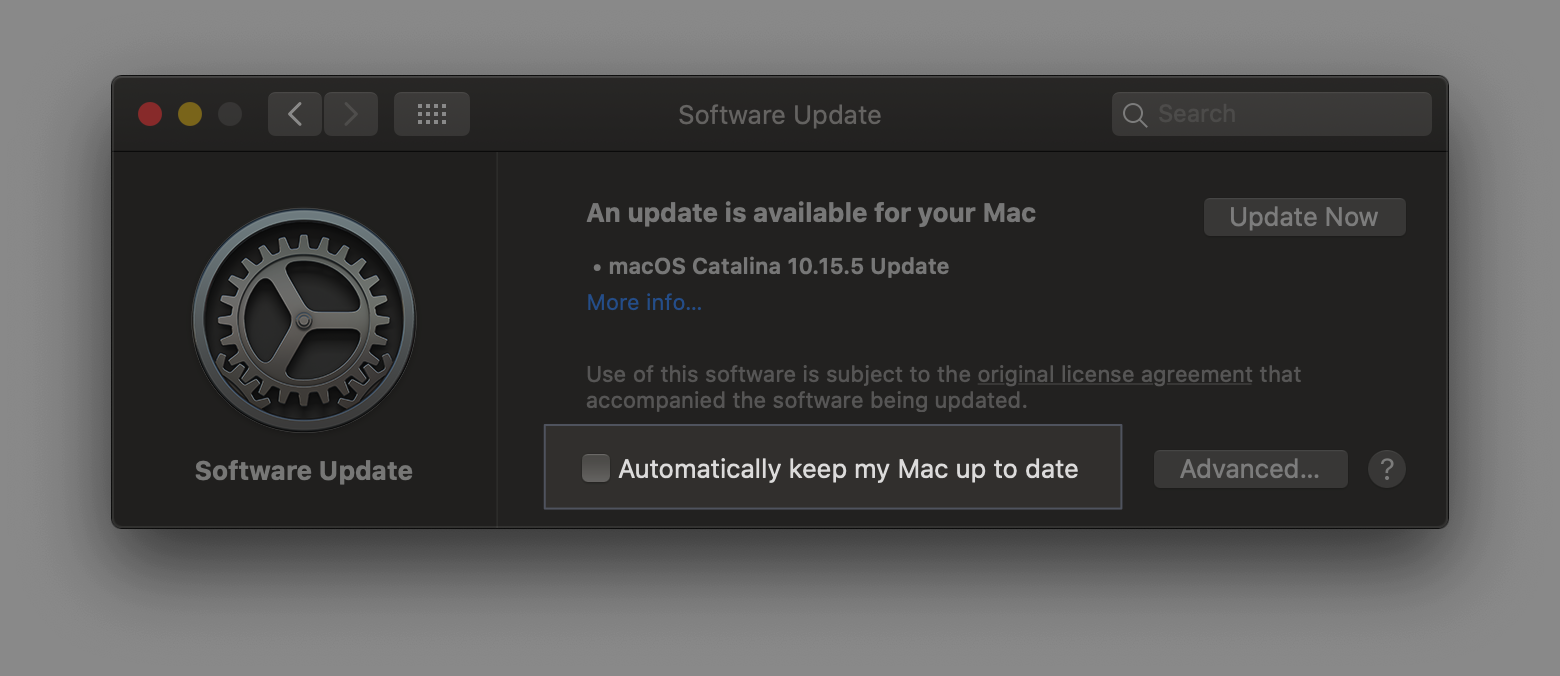 Software Update
Search
An update is available for your Mac
Update Now
• macOS Catalina 10.15.5 Update
More info...
Use of this software is subject to the original license agreement that
accompanied the software being updated.
Software Update
Automatically keep my Mac up to date
Advanced...
?